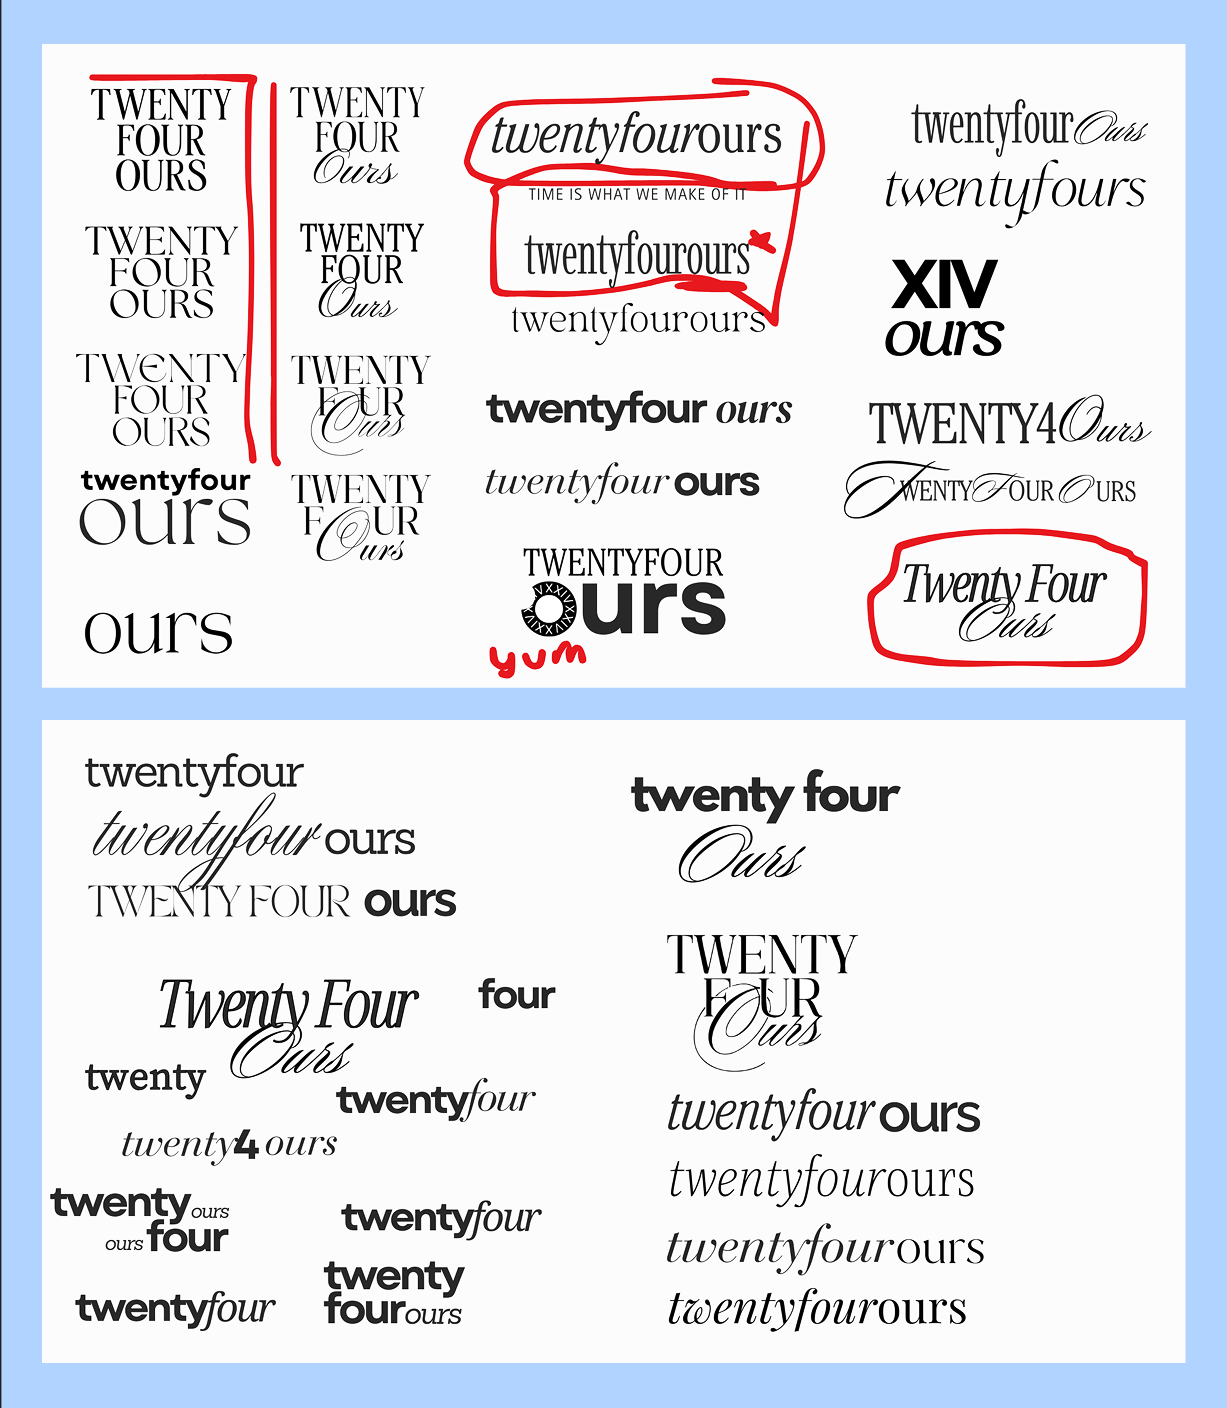 TWENTY
FOUR
OURS
TWENTY
FOUR
OURS
TWENTY
FOUR
OURS
twentyfour
ours
ours
TWENTY
FOUR
Ours
TWENTY
FOUR
Ours
TWENTY
FOUR
Ours
TWENTY
FOUR
Ours
twentyfourours
TIME IS WHAT WE MAKE OF IT
twentyfourours
twentyfourours
twentyfour ours
twentyfour ours
TWENTYFOUR
ours
yum
twentyfour Ours
twentyfours
XIV
ours
TWENTY4Ours
TWENTY FOUR OURS
Twenty Four
Ours
twentyfour
twentyfour ours
TWENTY FOUR ours
Twenty Four
Ours
four
twenty
twentyfour
twenty4 ours
twenty ours
ours four
twentyfour
twentyfour
twenty
fourours
twenty four
Ours
TWENTY
FOUR
Ours
twentyfour ours
twentyfourours
twentyfourours
twentyfourours